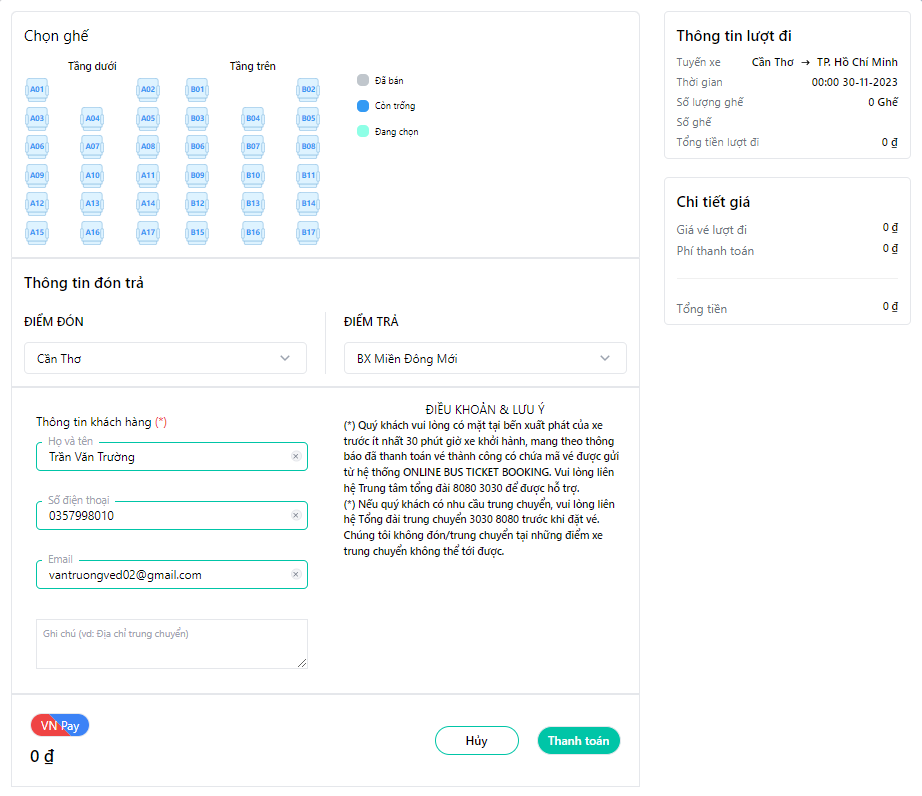 Chọn ghế
Tầng dưới
Tầng trên
A01 A02 B01 B02
A03 A04 A05 B03 B04 B05
A06 A07 A08 B06 B07 B08
A09 A10 A11 B09 B10 B11
A12 A13 A14 B12 B13 B14
A15 A16 A17 B15 B16 B17
Đã bán
Còn trống
Đang chọn
Thông tin đón trả
ĐIỂM ĐÓN
Cần Thơ
ĐIỂM TRẢ
BX Miền Đông Mới
Thông tin khách hàng (*)
Họ và tên
Trần Văn Trường
Số điện thoại
0357998010
Email
vantruongved02@gmail.com
Ghi chú (vd: Địa chỉ trung chuyển)
ĐIỀU KHOẢN & LƯU Ý
(*) Quý khách vui lòng có mặt tại bến xuất phát của xe
trước ít nhất 30 phút giờ xe khởi hành, mang theo thông
báo đã thanh toán vé thành công có chứa mã vé được gửi
từ hệ thống ONLINE BUS TICKET BOOKING. Vui lòng liên
hệ Trung tâm tổng đài 8080 3030 để được hỗ trợ.
(*) Nếu quý khách có nhu cầu trung chuyển, vui lòng liên
hệ Tổng đài trung chuyển 3030 8080 trước khi đặt vé.
Chúng tôi không đón/trung chuyển tại những điểm xe
trung chuyển không thể tới được.
VN Pay
0 ₫
Hủy
Thanh toán
Thông tin lượt đi
Tuyến xe Cần Thơ → TP. Hồ Chí Minh
Thời gian 00:00 30-11-2023
Số lượng ghế 0 Ghế
Số ghế
Tổng tiền lượt đi 0 ₫
Chi tiết giá
Giá vé lượt đi 0 ₫
Phí thanh toán 0 ₫
Tổng tiền 0 ₫